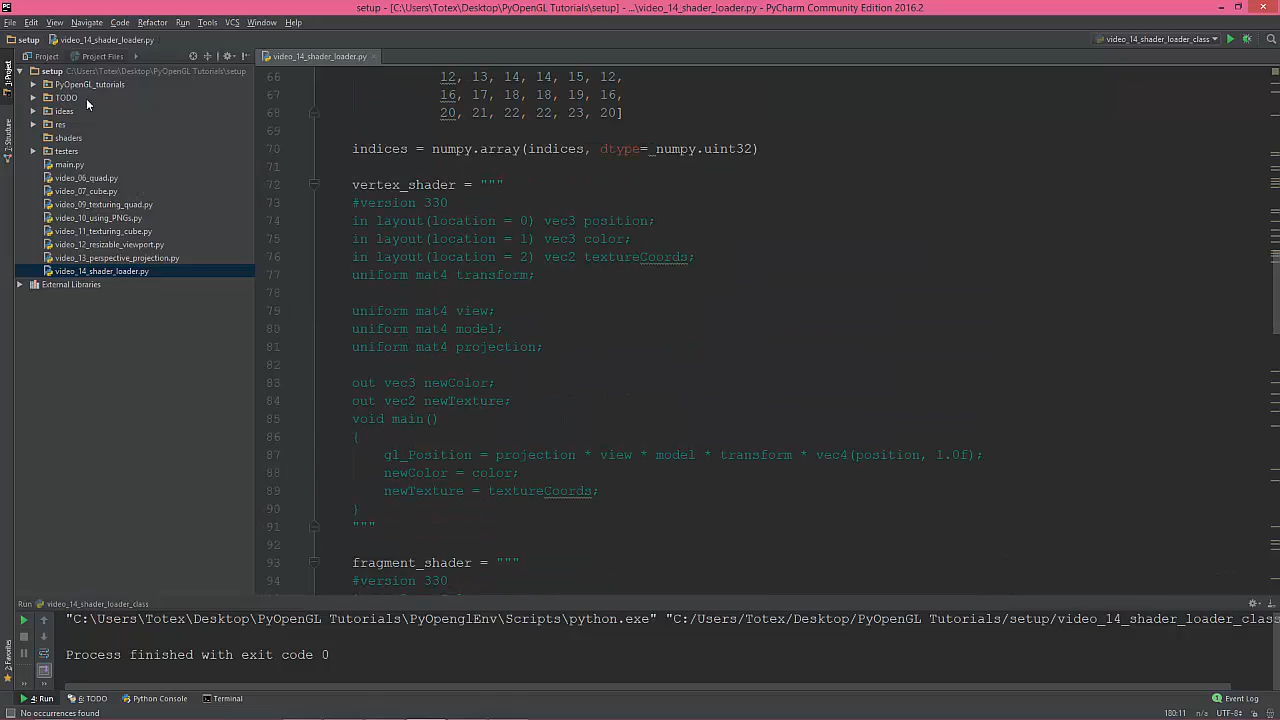 setup - [C:\Users\Totex\Desktop\PyOpenGL Tutorials\setup] - ...\video_14_shader_loader.py - PyCharm Community Edition 2016.2
File Edit View Navigate Code Refactor Run Tools VCS Window Help
setup video_14_shader_loader.py
video_14_shader_loader_class
Project Project Files
video_14_shader_loader.py
1: Project
2: Structure
2: Favorites
setup C:\Users\Totex\Desktop\PyOpenGL Tutorials\setup
PyOpenGL_tutorials
TODO
ideas
res
shaders
testers
main.py
video_06_quad.py
video_07_cube.py
video_09_texturing_quad.py
video_10_using_PNGs.py
video_11_texturing_cube.py
video_12_resizable_viewport.py
video_13_perspective_projection.py
video_14_shader_loader.py
External Libraries
66 12, 13, 14, 14, 15, 12,
67 16, 17, 18, 18, 19, 16,
68 20, 21, 22, 22, 23, 20]
69
70 indices = numpy.array(indices, dtype= numpy.uint32)
71
72 vertex_shader = """
73 #version 330
74 in layout(location = 0) vec3 position;
75 in layout(location = 1) vec3 color;
76 in layout(location = 2) vec2 textureCoords;
77 uniform mat4 transform;
78
79 uniform mat4 view;
80 uniform mat4 model;
81 uniform mat4 projection;
82
83 out vec3 newColor;
84 out vec2 newTexture;
85 void main()
86 {
87 gl_Position = projection * view * model * transform * vec4(position, 1.0f);
88 newColor = color;
89 newTexture = textureCoords;
90 }
91 """
92
93 fragment_shader = """
94 #version 330
Run video_14_shader_loader_class
"C:\Users\Totex\Desktop\PyOpenGL Tutorials\PyOpenglEnv\Scripts\python.exe" "C:/Users/Totex/Desktop/PyOpenGL Tutorials/setup/video_14_shader_loader_class
Process finished with exit code 0
4: Run 6: TODO Python Console Terminal Event Log
No occurrences found 180:11 n/a UTF-8